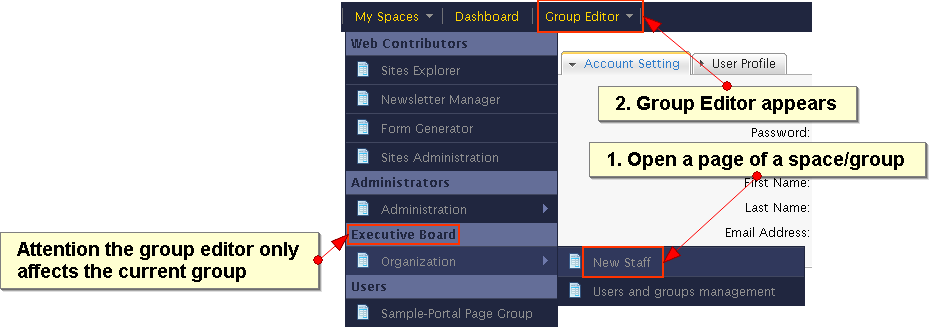 My Spaces Dashboard Group Editor
Web Contributors
Sites Explorer
Newsletter Manager
Form Generator
Sites Administration
Administrators
Administration
Executive Board
Organization
Users
Sample-Portal Page Group
New Staff
Users and groups management
Account Setting User Profile
2. Group Editor appears
Password:
1. Open a page of a space/group
First Name:
Last Name:
Email Address:
Attention the group editor only
affects the current group